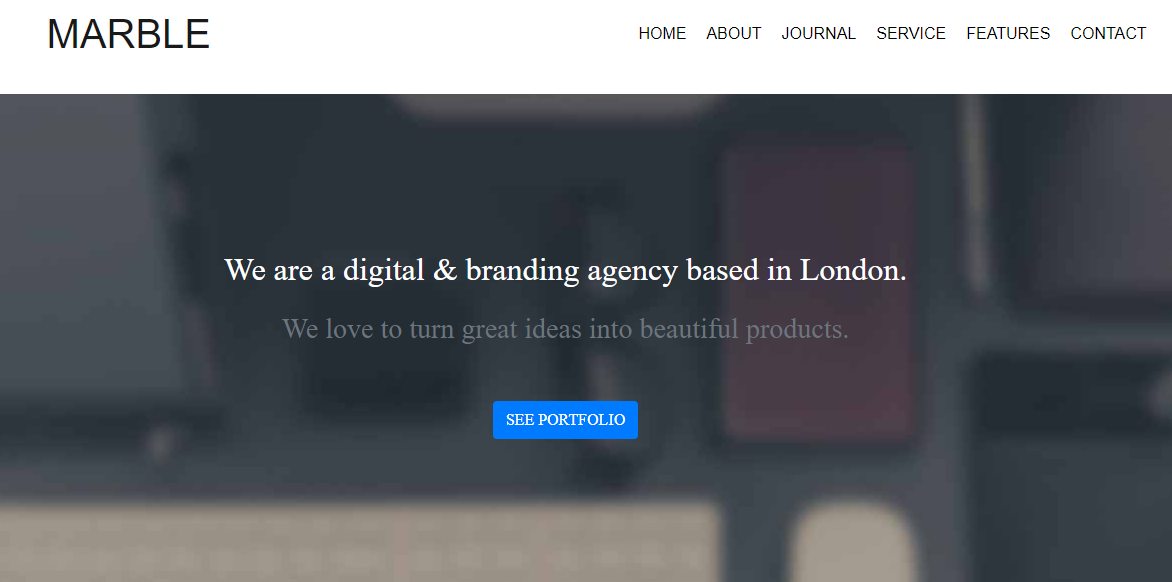 MARBLE
HOME ABOUT JOURNAL SERVICE FEATURES CONTACT
We are a digital & branding agency based in London.
We love to turn great ideas into beautiful products.
SEE PORTFOLIO